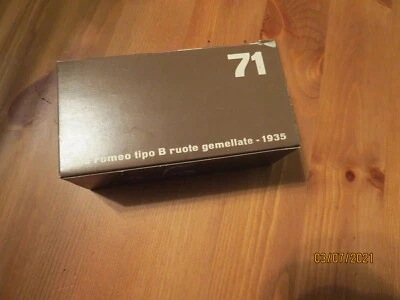 71
romeo tipo B ruote gemellate - 1935
03/07/2021